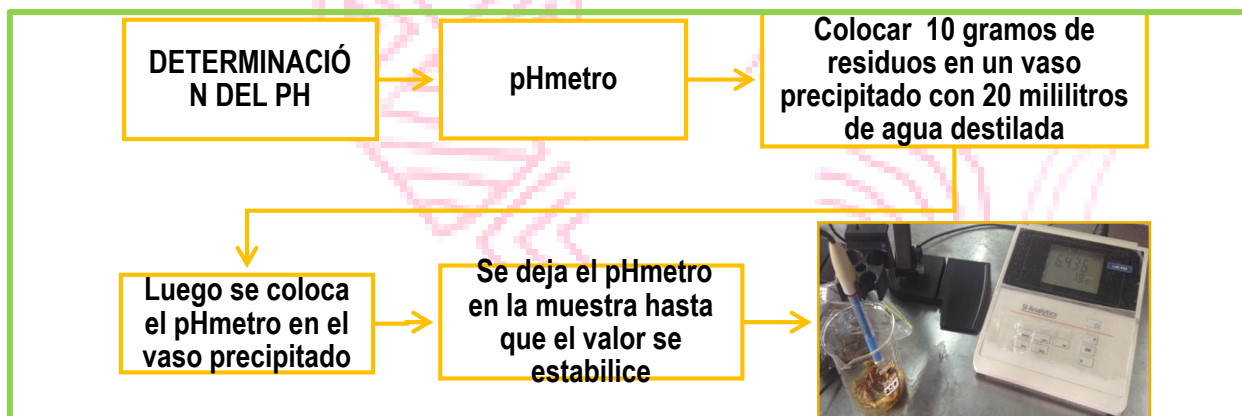 DETERMINACIÓ
N DEL PH
pHmetro
Colocar 10 gramos de
residuos en un vaso
precipitado con 20 mililitros
de agua destilada
Luego se coloca
el pHmetro en el
vaso precipitado
Se deja el pHmetro
en la muestra hasta
que el valor se
estabilice
SI Analytics